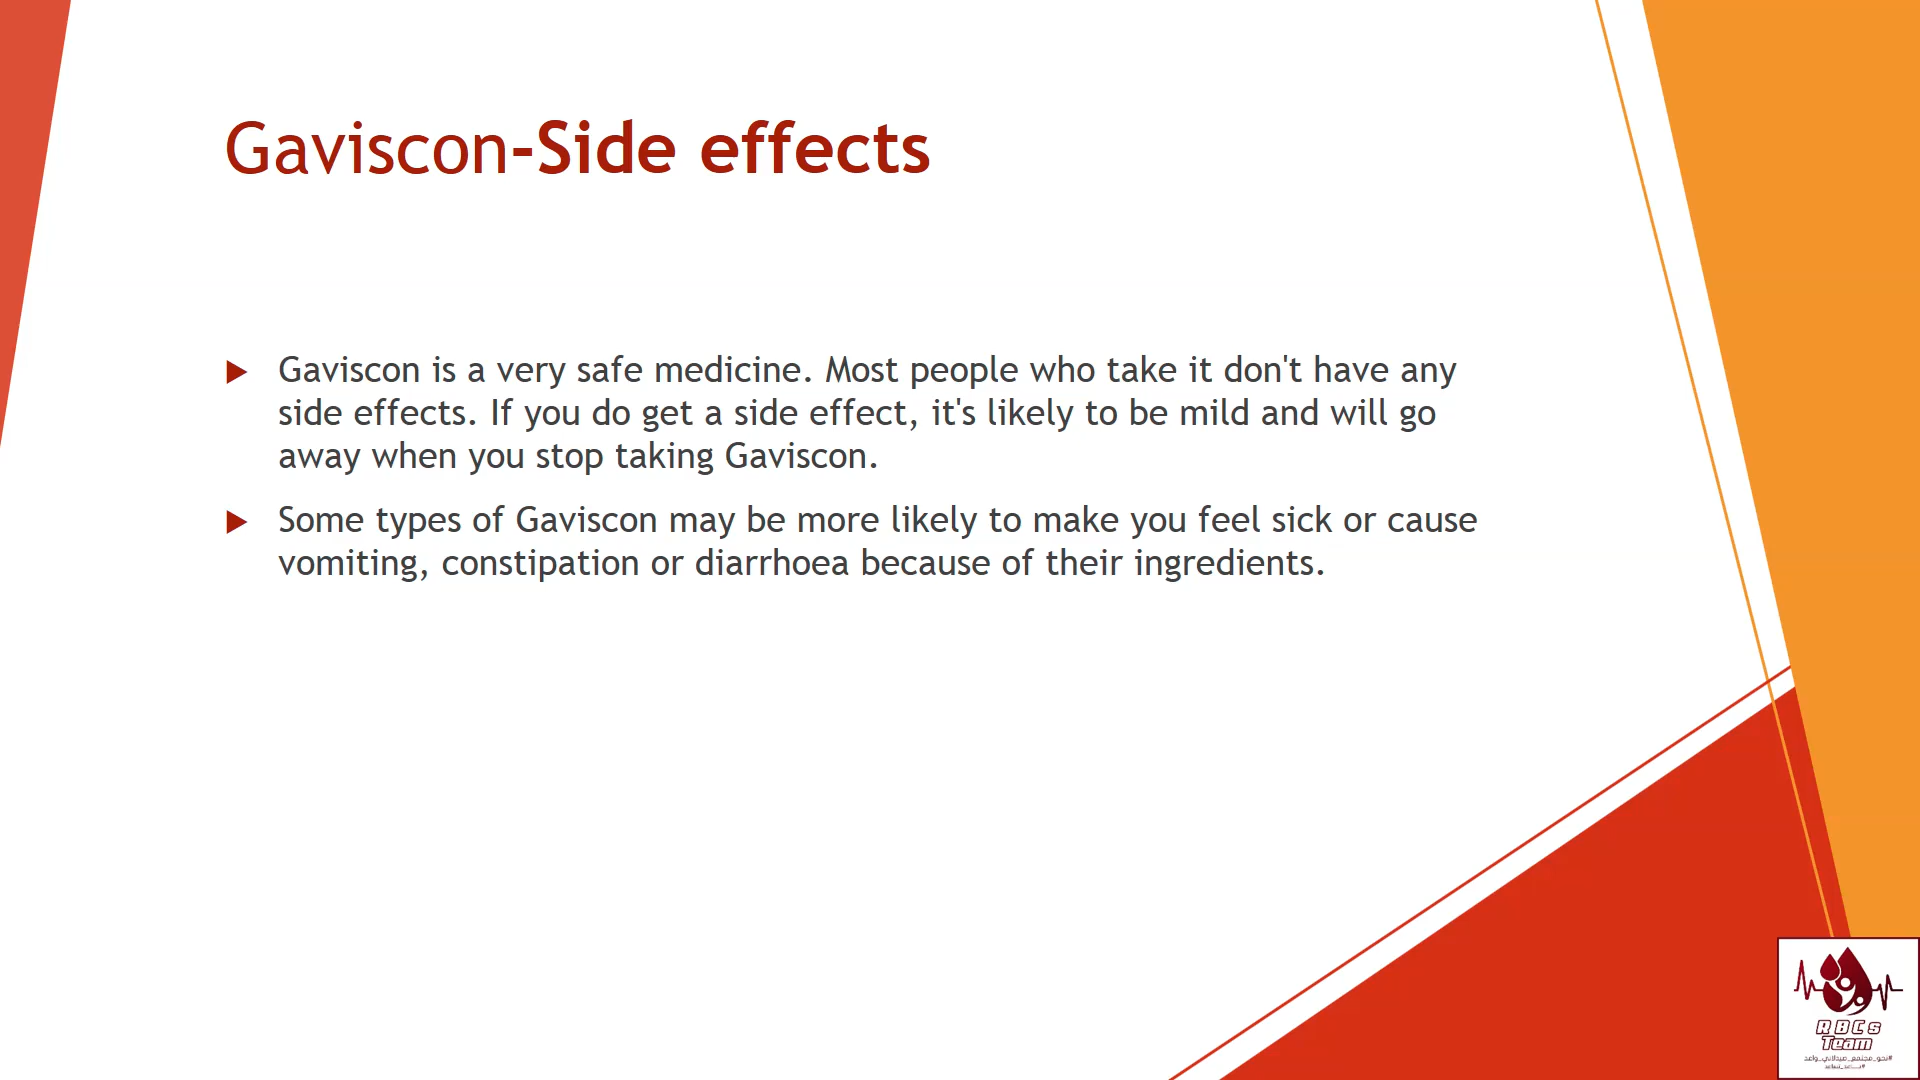 Gaviscon-Side effects
Gaviscon is a very safe medicine. Most people who take it don't have any
side effects. If you do get a side effect, it's likely to be mild and will go
away when you stop taking Gaviscon.
Some types of Gaviscon may be more likely to make you feel sick or cause
vomiting, constipation or diarrhoea because of their ingredients.
RBCs
Team
#نحو_مجتمع_صيدلاني_واعد